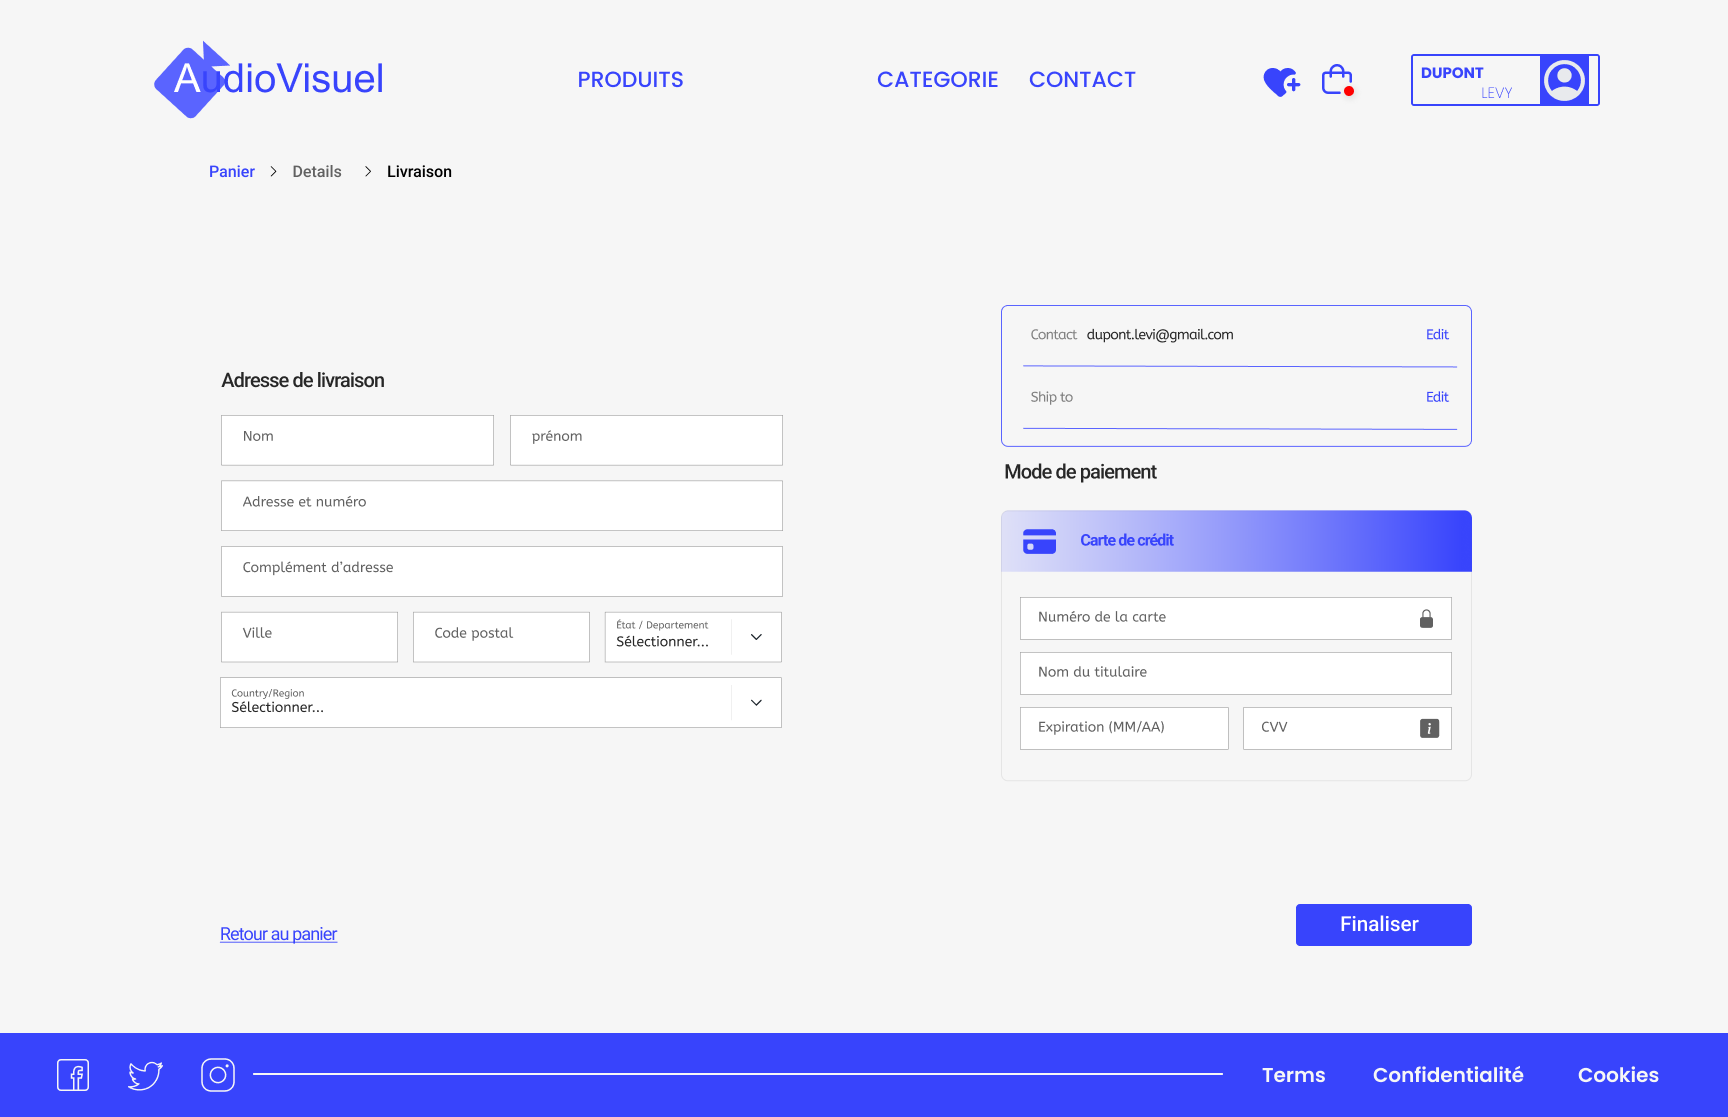 AudioVisuel
PRODUITS
CATEGORIE
CONTACT
DUPONT
LEVY
Panier
Details
Livraison
Adresse de livraison
Nom
prénom
Adresse et numéro
Complément d'adresse
Ville
Code postal
État / Departement
Sélectionner...
Country/Region
Sélectionner...
Contact dupont.levi@gmail.com Edit
Ship to Edit
Mode de paiement
Carte de crédit
Numéro de la carte
Nom du titulaire
Expiration (MM/AA)
CVV
Retour au panier
Finaliser
Terms
Confidentialité
Cookies